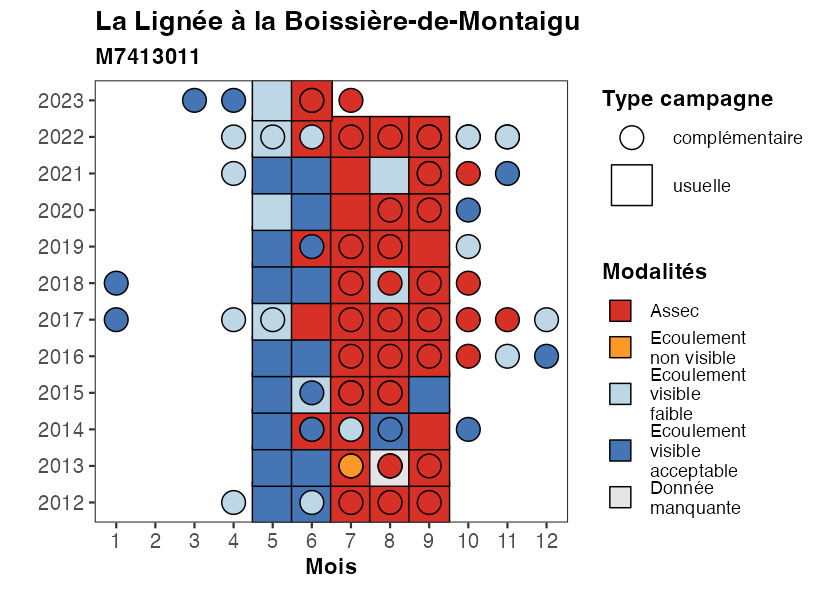 La Lignée à la Boissière-de-Montaigu
M7413011
2023
2022
2021
2020
2019
2018
2017
2016
2015
2014
2013
2012
1 2 3 4 5 6 7 8 9 10 11 12
Mois
Type campagne
complémentaire
usuelle
Modalités
Assec
Ecoulement
non visible
Ecoulement
visible
faible
Ecoulement
visible
acceptable
Donnée
manquante